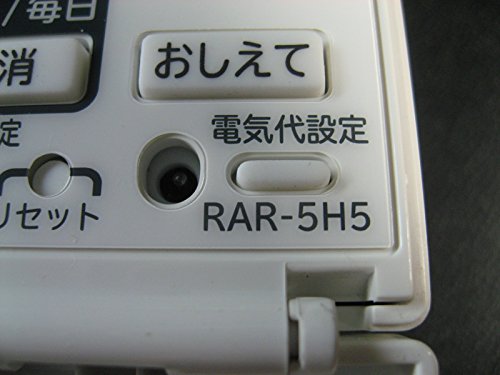 /毎日
消
おしえて
定
電気代設定
リセット
RAR-5H5